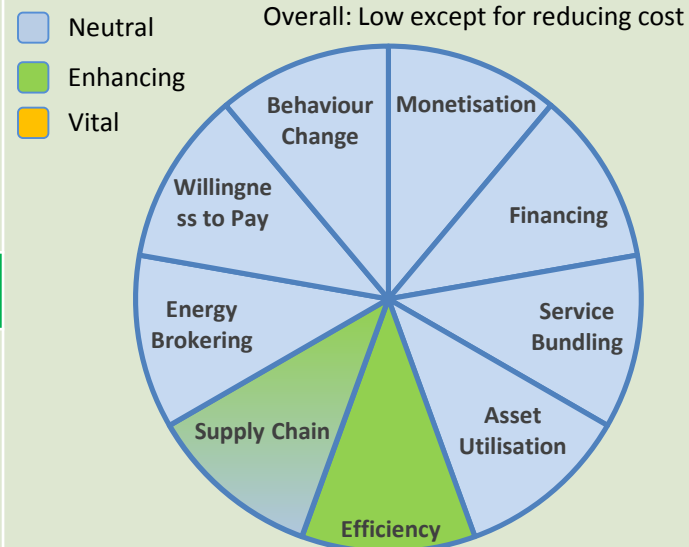 Neutral
Enhancing
Vital
Overall: Low except for reducing cost
Behaviour
Change
Monetisation
Willingne
ss to Pay
Financing
Energy
Brokering
Service
Bundling
Supply Chain
Asset
Utilisation
Efficiency